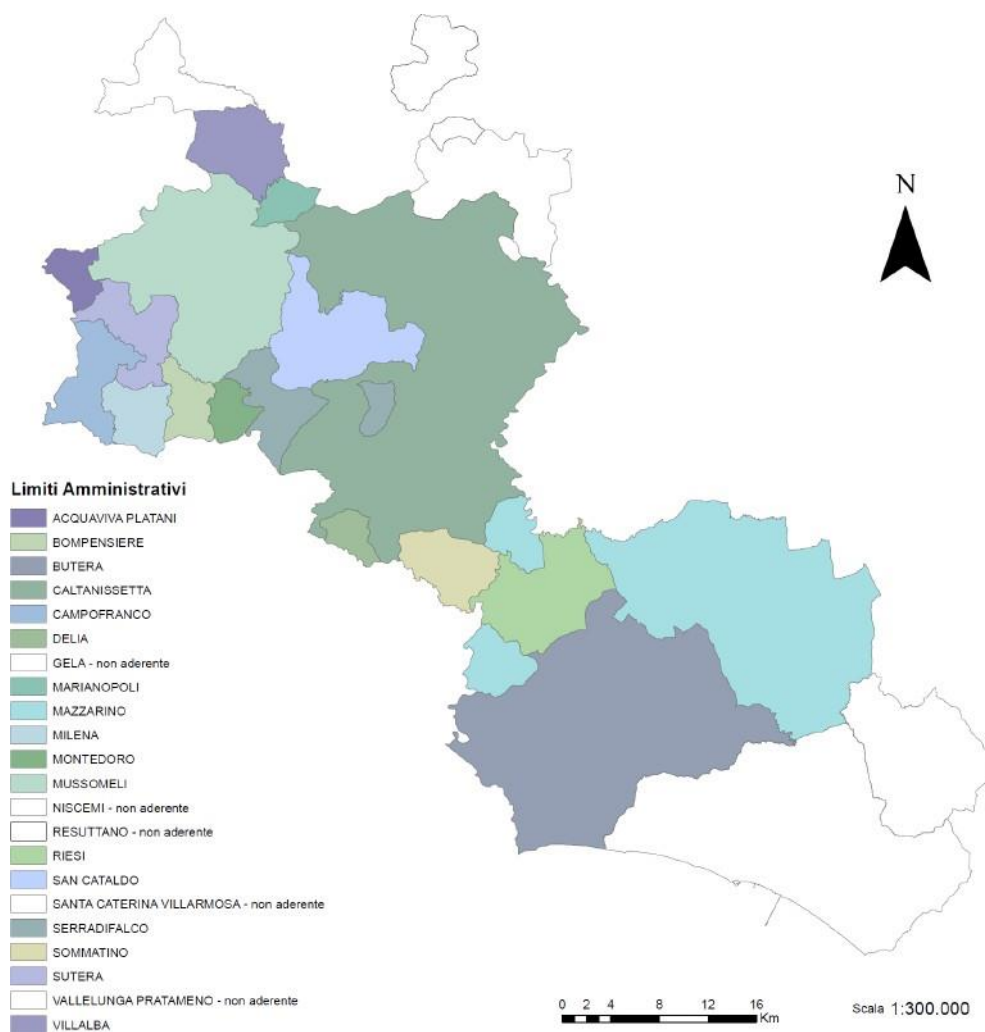 N
Limiti Amministrativi
ACQUAVIVA PLATANI
BOMPENSIERE
BUTERA
CALTANISSETTA
CAMPOFRANCO
DELIA
GELA - non aderente
MARIANOPOLI
MAZZARINO
MILENA
MONTEDORO
MUSSOMELI
NISCEMI - non aderente
RESUTTANO - non aderente
RIESI
SAN CATALDO
SANTA CATERINA VILLARMOSA - non aderente
SERRADIFALCO
SOMMATINO
SUTERA
VALLELUNGA PRATAMENO - non aderente
VILLALBA
0 2 4 8 12 16
Km
Scala 1:300.000